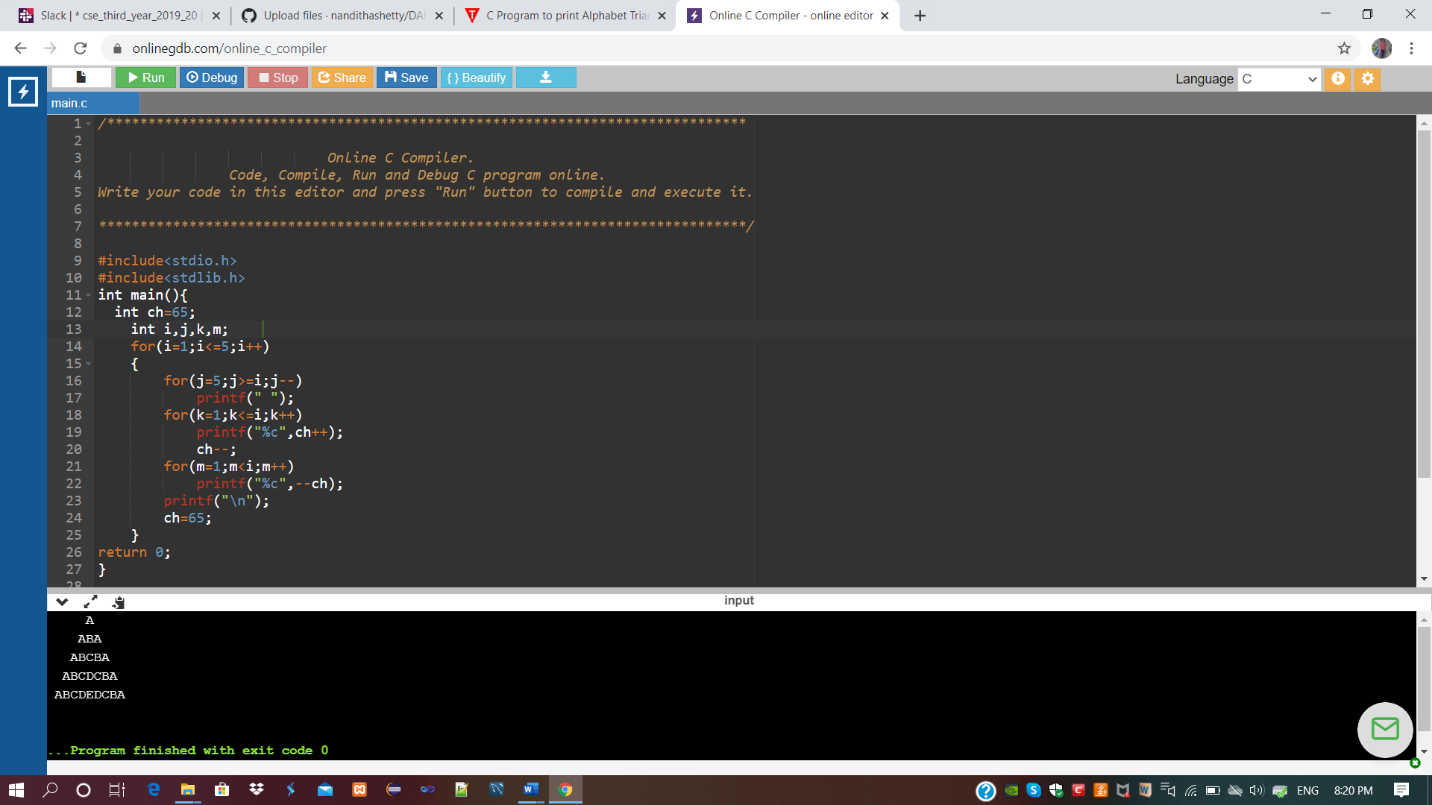 Slack | * cse_third_year_2019_20
Upload files · nandithashetty/DA
C Program to print Alphabet Tria
Online C Compiler - online editor
onlinegdb.com/online_c_compiler
Run Debug Stop Share Save { } Beautify
Language C
main.c
1 /******************************************************************************
2
3 Online C Compiler.
4 Code, Compile, Run and Debug C program online.
5 Write your code in this editor and press "Run" button to compile and execute it.
6
7 *******************************************************************************/
8
9 #include<stdio.h>
10 #include<stdlib.h>
11 int main(){
12 int ch=65;
13 int i,j,k,m;
14 for(i=1;i<=5;i++)
15 {
16 for(j=5;j>=i;j--)
17 printf(" ");
18 for(k=1;k<=i;k++)
19 printf("%c",ch++);
20 ch--;
21 for(m=1;m<i;m++)
22 printf("%c",--ch);
23 printf("\n");
24 ch=65;
25 }
26 return 0;
27 }
28
input
A
ABA
ABCBA
ABCDCBA
ABCDEDCBA
...Program finished with exit code 0
ENG 8:20 PM